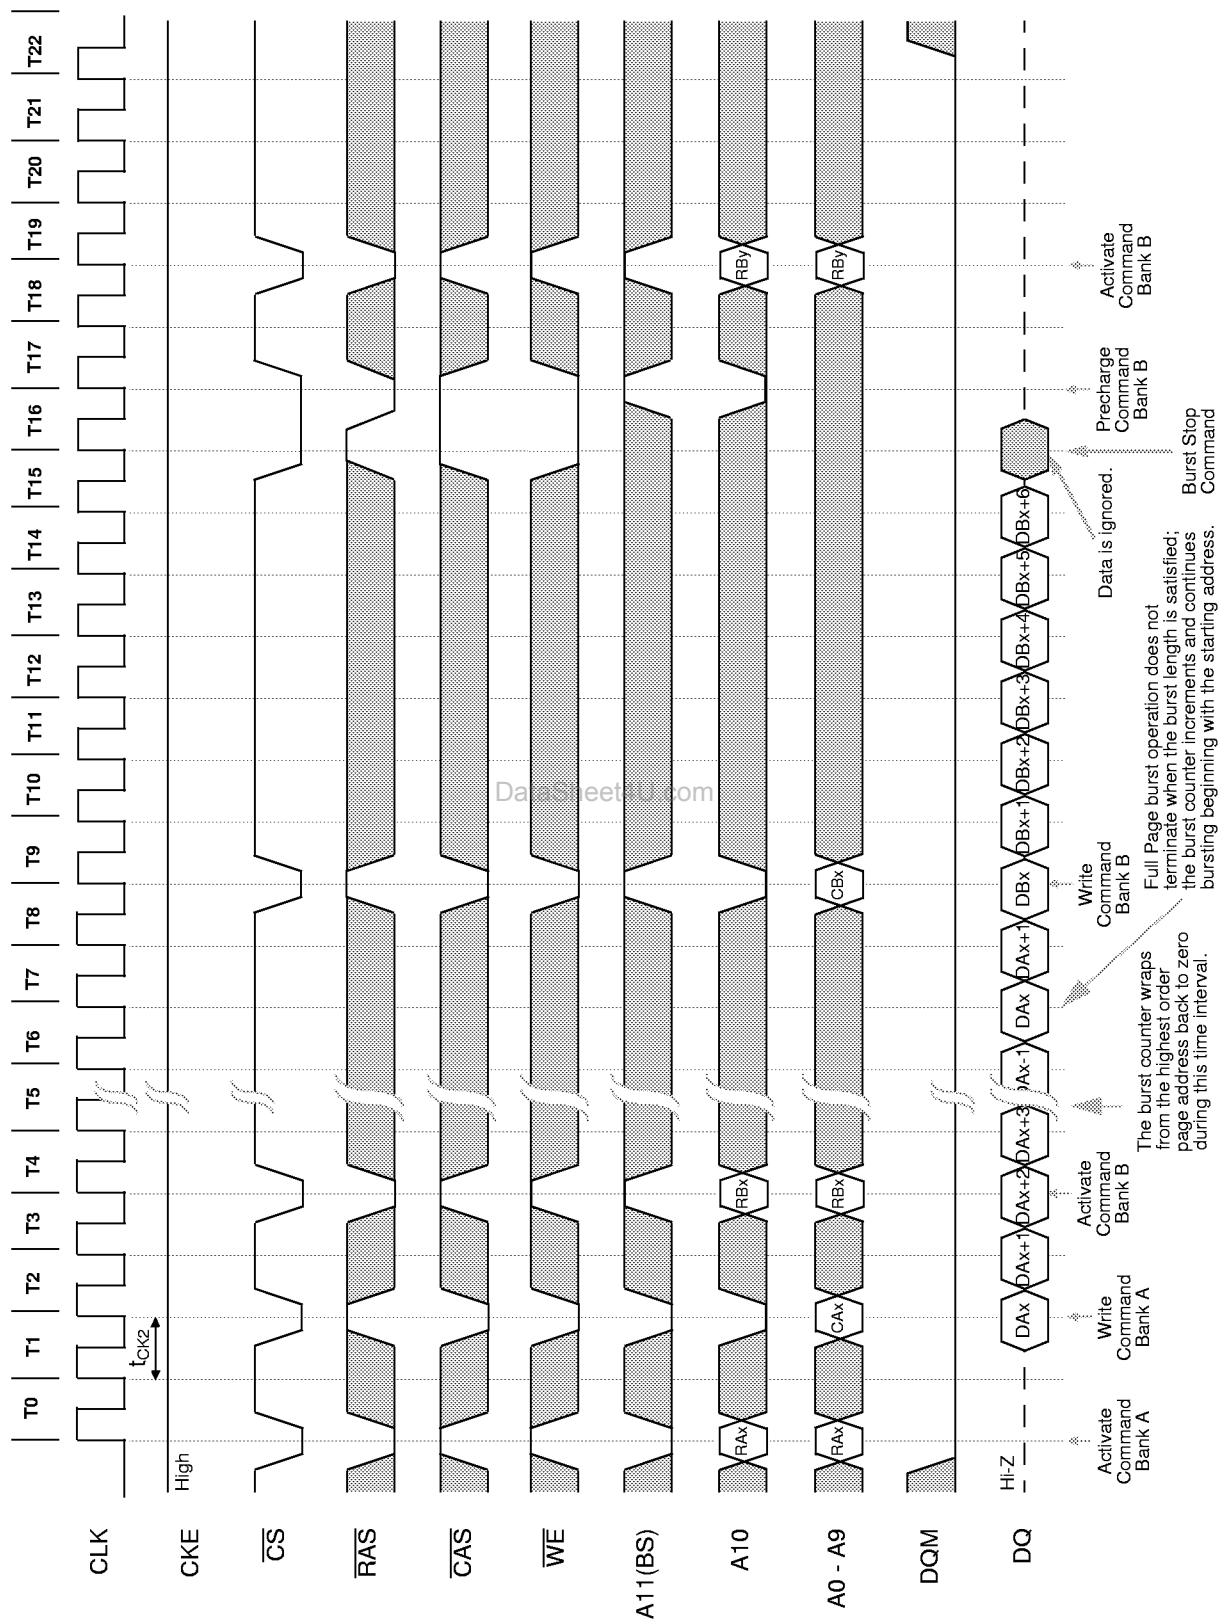 T0 T1 T2 T3 T4 T5 T6 T7 T8 T9 T10 T11 T12 T13 T14 T15 T16 T17 T18 T19 T20 T21 T22
CLK
tCK2
CKE
High
CS
RAS
CAS
WE
A11(BS)
A10
RAx RBx RBy
A0 - A9
RAx CAx RBx CBx RBy
DQM
DQ
Hi-Z
DAx DAx+1 DAx+2 DAx+3 DAx-1 DAx DAx+1 DBx DBx+1 DBx+2 DBx+3 DBx+4 DBx+5 DBx+6
Activate
Command
Bank A
Write
Command
Bank A
Activate
Command
Bank B
The burst counter wraps
from the highest order
page address back to zero
during this time interval.
Write
Command
Bank B
Full Page burst operation does not
terminate when the burst length is satisfied;
the burst counter increments and continues
bursting beginning with the starting address.
Data is ignored.
Burst Stop
Command
Precharge
Command
Bank B
Activate
Command
Bank B
DataSheet4U.com